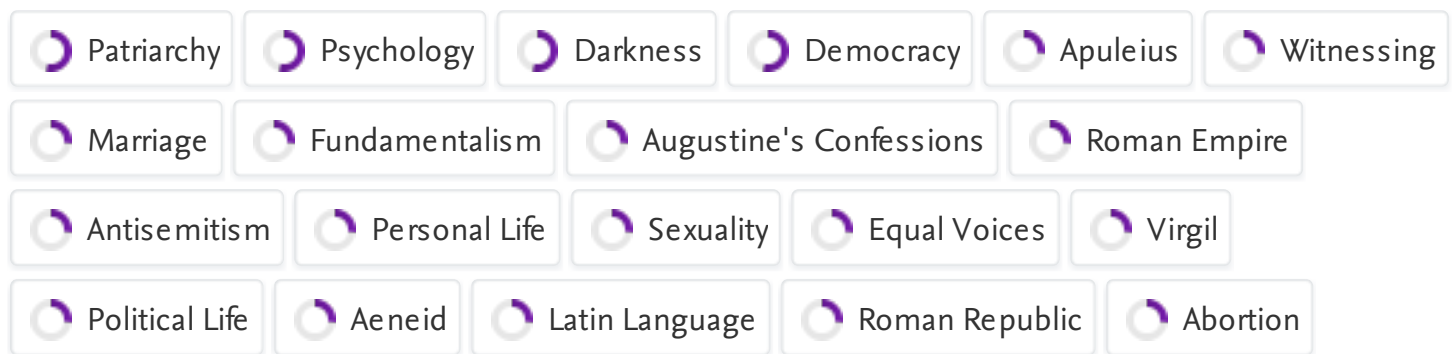 Patriarchy Psychology Darkness Democracy Apuleius Witnessing
Marriage Fundamentalism Augustine's Confessions Roman Empire
Antisemitism Personal Life Sexuality Equal Voices Virgil
Political Life Aeneid Latin Language Roman Republic Abortion